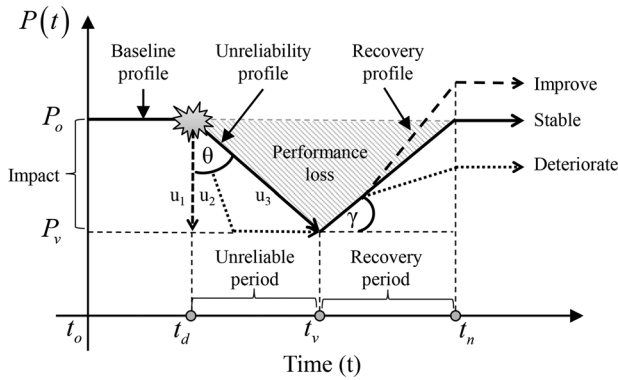 P(t)
Baseline
profile
Unreliability
profile
Recovery
profile
Improve
P_o
Stable
Performance
loss
θ
Deteriorate
Impact
u_1
u_2
u_3
γ
P_v
Unreliable
period
Recovery
period
t_o
t_d
t_v
t_n
Time (t)